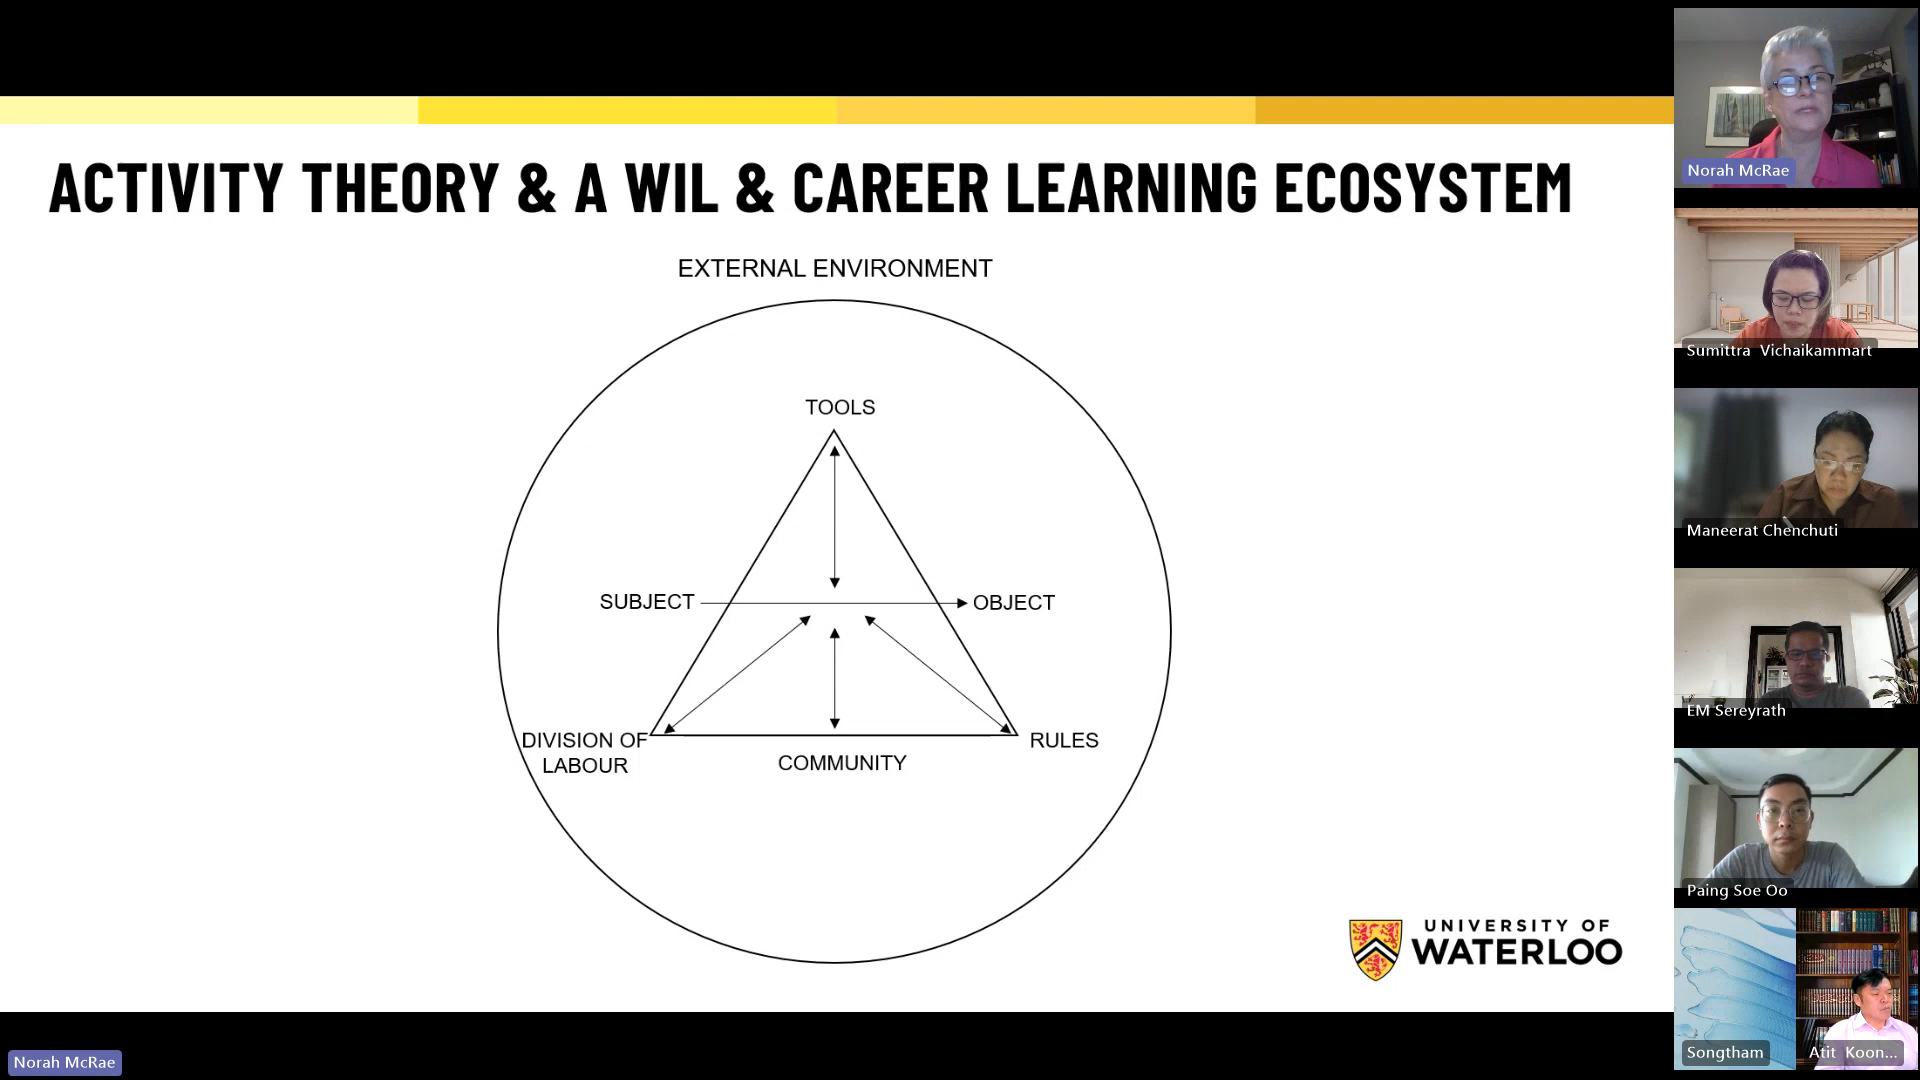 ACTIVITY THEORY & A WIL & CAREER LEARNING ECOSYSTEM
EXTERNAL ENVIRONMENT
TOOLS
SUBJECT
OBJECT
DIVISION OF
LABOUR
COMMUNITY
RULES
UNIVERSITY OF
WATERLOO
Norah McRae
Norah McRae
Sumittra Vichaikammart
Maneerat Chenchuti
EM Sereyrath
Paing Soe Oo
Songtham
Atit Koon...